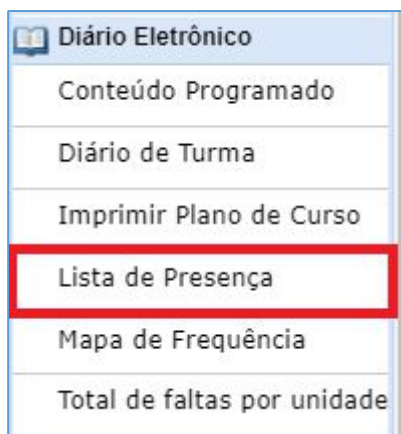 Diário Eletrônico
Conteúdo Programado
Diário de Turma
Imprimir Plano de Curso
Lista de Presença
Mapa de Frequência
Total de faltas por unidade